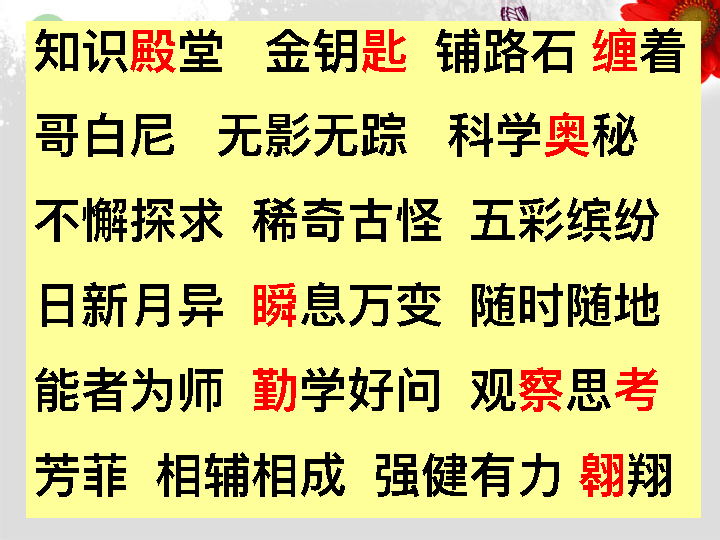 知识殿堂 金钥匙 铺路石 缠着
哥白尼 无影无踪 科学奥秘
不懈探求 稀奇古怪 五彩缤纷
日新月异 瞬息万变 随时随地
能者为师 勤学好问 观察思考
芳菲 相辅相成 强健有力 翱翔